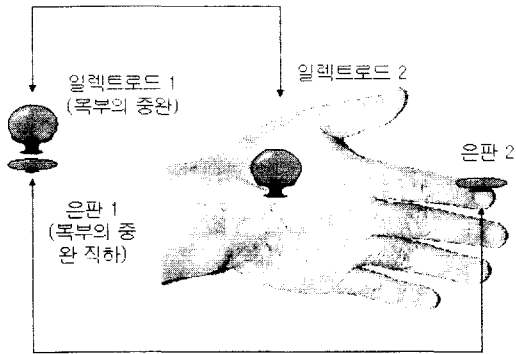 일렉트로드 1
(복부의 중완)
일렉트로드 2
은판 2
은판 1
(복부의 중
완 직하)